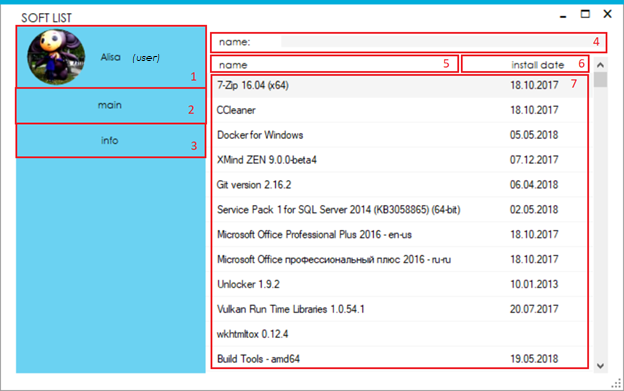 SOFT LIST
Alisa (user)
1
main
2
info
3
name:
4
name
5
install date
6
7
7-Zip 16.04 (x64) 18.10.2017
CCleaner 18.10.2017
Docker for Windows 05.05.2018
XMind ZEN 9.0.0-beta4 07.12.2017
Git version 2.16.2 06.04.2018
Service Pack 1 for SQL Server 2014 (KB3058865) (64-bit) 02.05.2018
Microsoft Office Professional Plus 2016 - en-us 18.10.2017
Microsoft Office профессиональный плюс 2016 - ru-ru 18.10.2017
Unlocker 1.9.2 10.01.2013
Vulkan Run Time Libraries 1.0.54.1 20.07.2017
wkhtmltox 0.12.4
Build Tools - amd64 19.05.2018